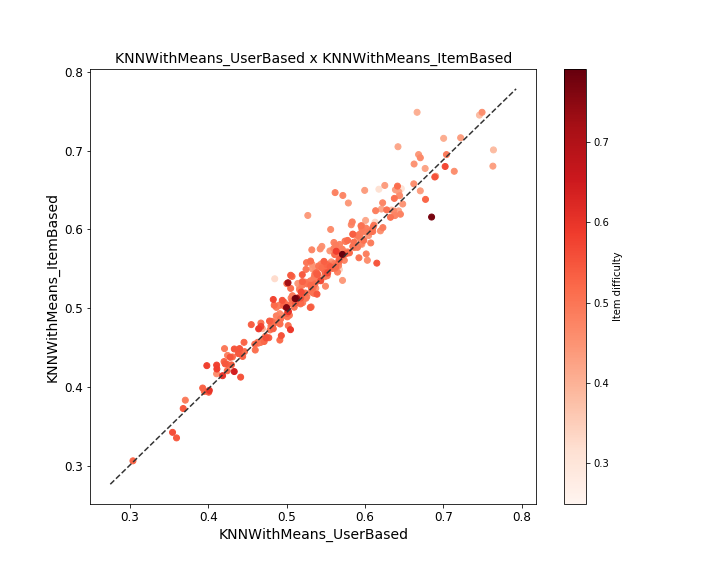 KNNWithMeans_UserBased x KNNWithMeans_ItemBased
0.8
0.7
0.6
0.5
0.4
0.3
KNNWithMeans_ItemBased
0.3 0.4 0.5 0.6 0.7 0.8
KNNWithMeans_UserBased
0.7
0.6
0.5
0.4
0.3
Item difficulty